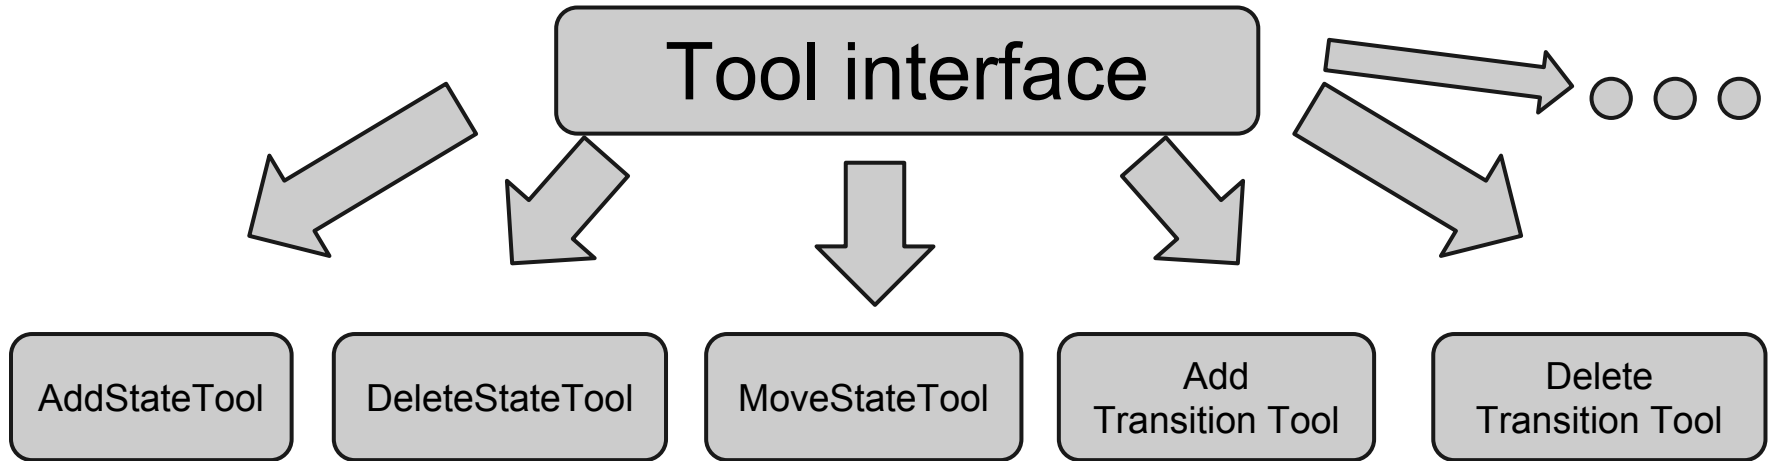 Tool interface
AddStateTool
DeleteStateTool
MoveStateTool
Add
Transition Tool
Delete
Transition Tool